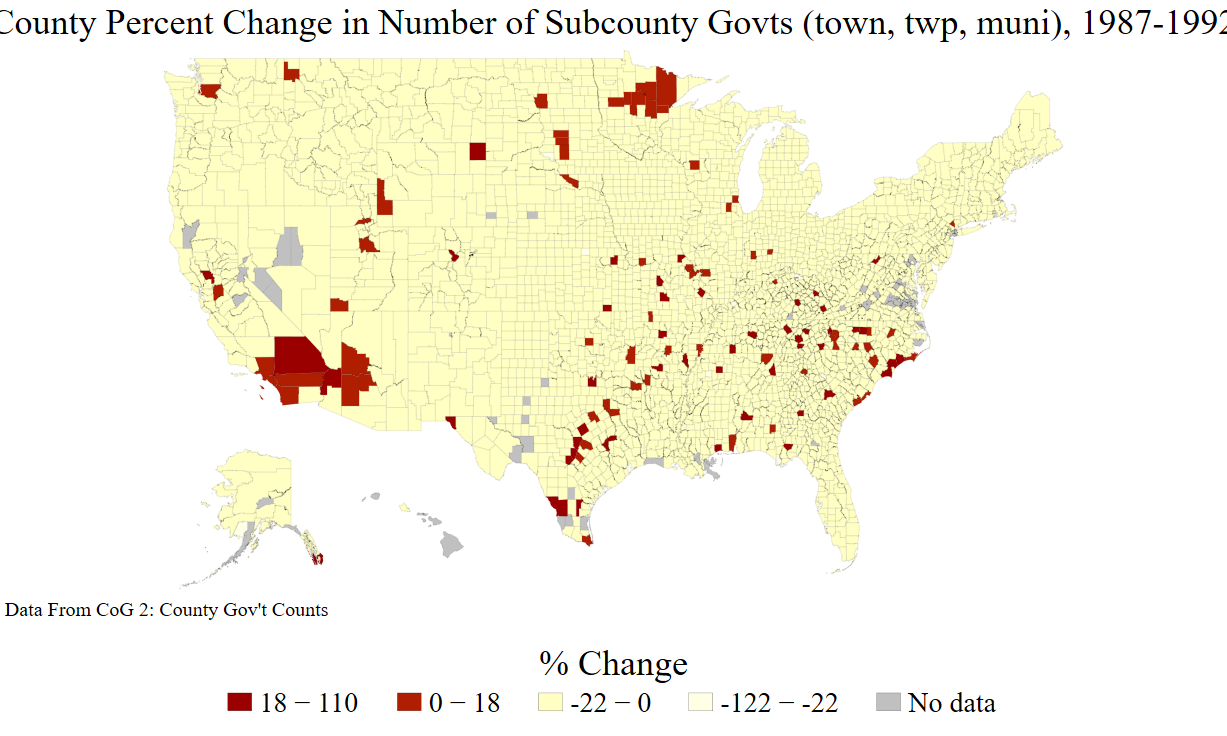 County Percent Change in Number of Subcounty Govts (town, twp, muni), 1987-1992
Data From CoG 2: County Gov't Counts
% Change
18 − 110
0 − 18
-22 − 0
-122 − -22
No data